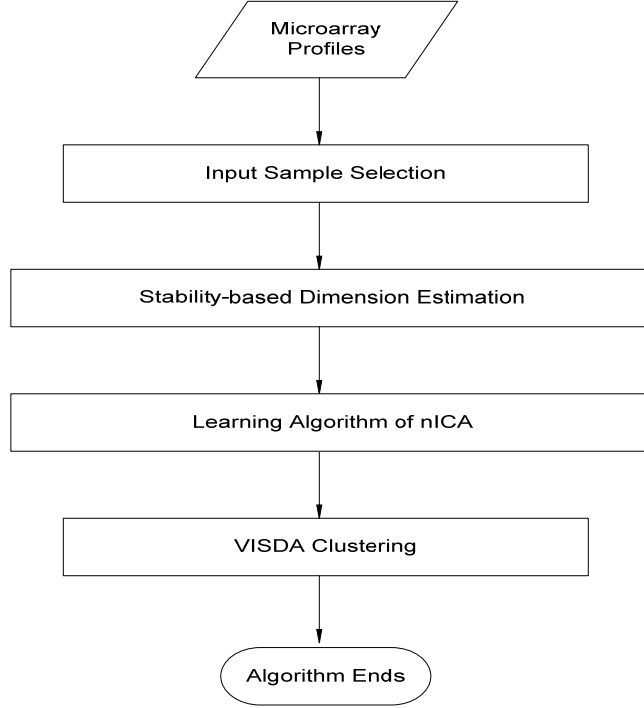 Microarray
Profiles
Input Sample Selection
Stability-based Dimension Estimation
Learning Algorithm of nICA
VISDA Clustering
Algorithm Ends